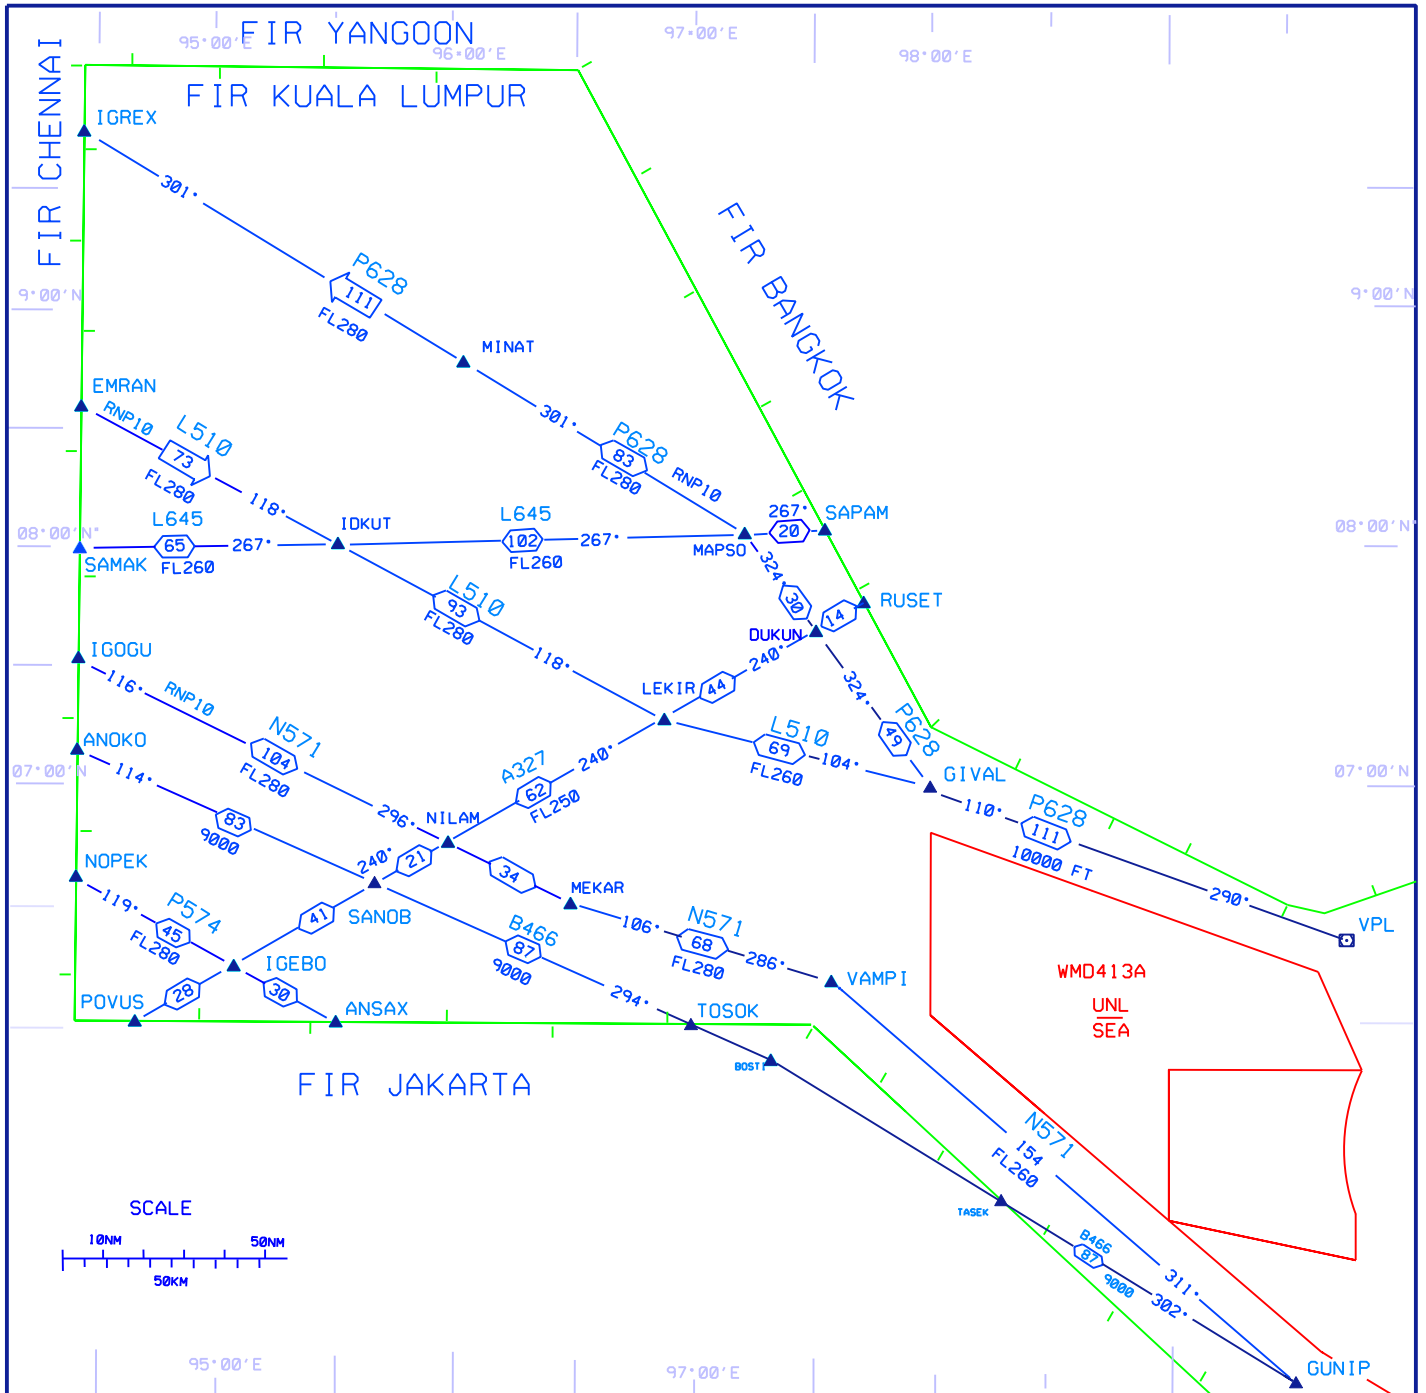 FIR YANGOON
95°00'E
96°00'E
97°00'E
98°00'E
FIR CHENNAI
FIR KUALA LUMPUR
IGREX
301°
FIR BANGKOK
P628
111
FL280
9°00'N
9°00'N
MINAT
EMRAN
RNP10
L510
73
FL280
118°
301°
P628
83
FL280
RNP10
L645
65
267°
FL260
08°00'N°
SAMAK
IDKUT
L645
102
267°
FL260
MAPSO
267°
20
SAPAM
08°00'N
324°
30
14
RUSET
DUKUN
L510
93
FL280
118°
IGOGU
116°
RNP10
N571
104
FL280
296°
LEKIR
44
240°
324°
P628
49
ANOKO
07°00'N
114°
83
9000
A327
62
FL250
240°
L510
69
FL260
104°
GIVAL
07°00'N
110°
P628
111
10000 FT
290°
VPL
NILAM
240°
21
34
NOPEK
119°
P574
45
FL280
41
SANOB
MEKAR
106°
N571
68
FL280
286°
VAMPI
B466
87
9000
294°
IGEBO
POVUS
28
30
ANSAX
TOSOK
BOSTI
WMD413A
UNL
SEA
FIR JAKARTA
N571
154
FL260
TASEK
B466
87
9000
311°
302°
SCALE
10NM
50NM
50KM
95°00'E
97°00'E
GUNIP